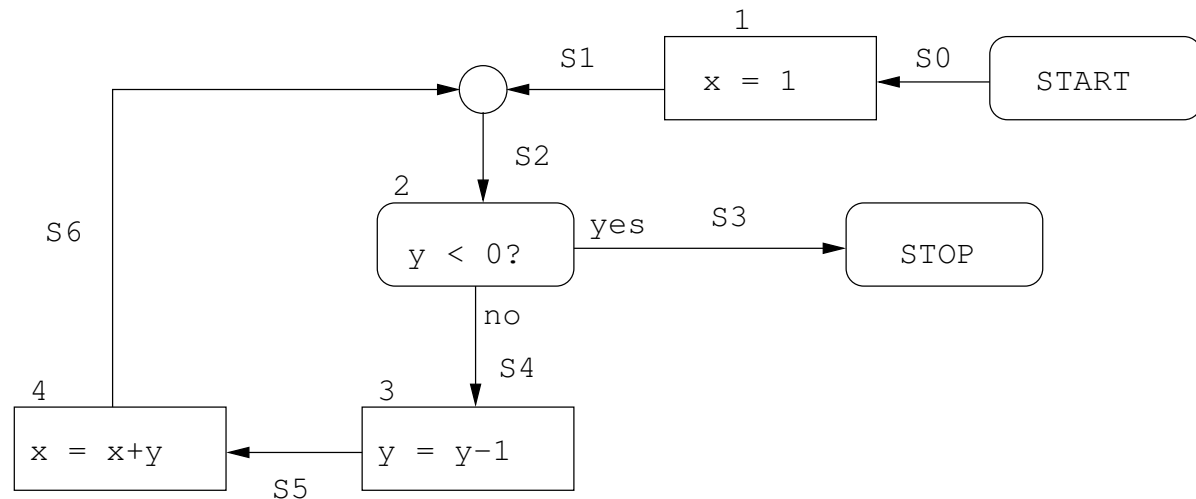 1
S0
START
S1
x = 1
S2
2
yes
S3
S6
y < 0?
STOP
no
S4
4
3
x = x+y
y = y-1
S5